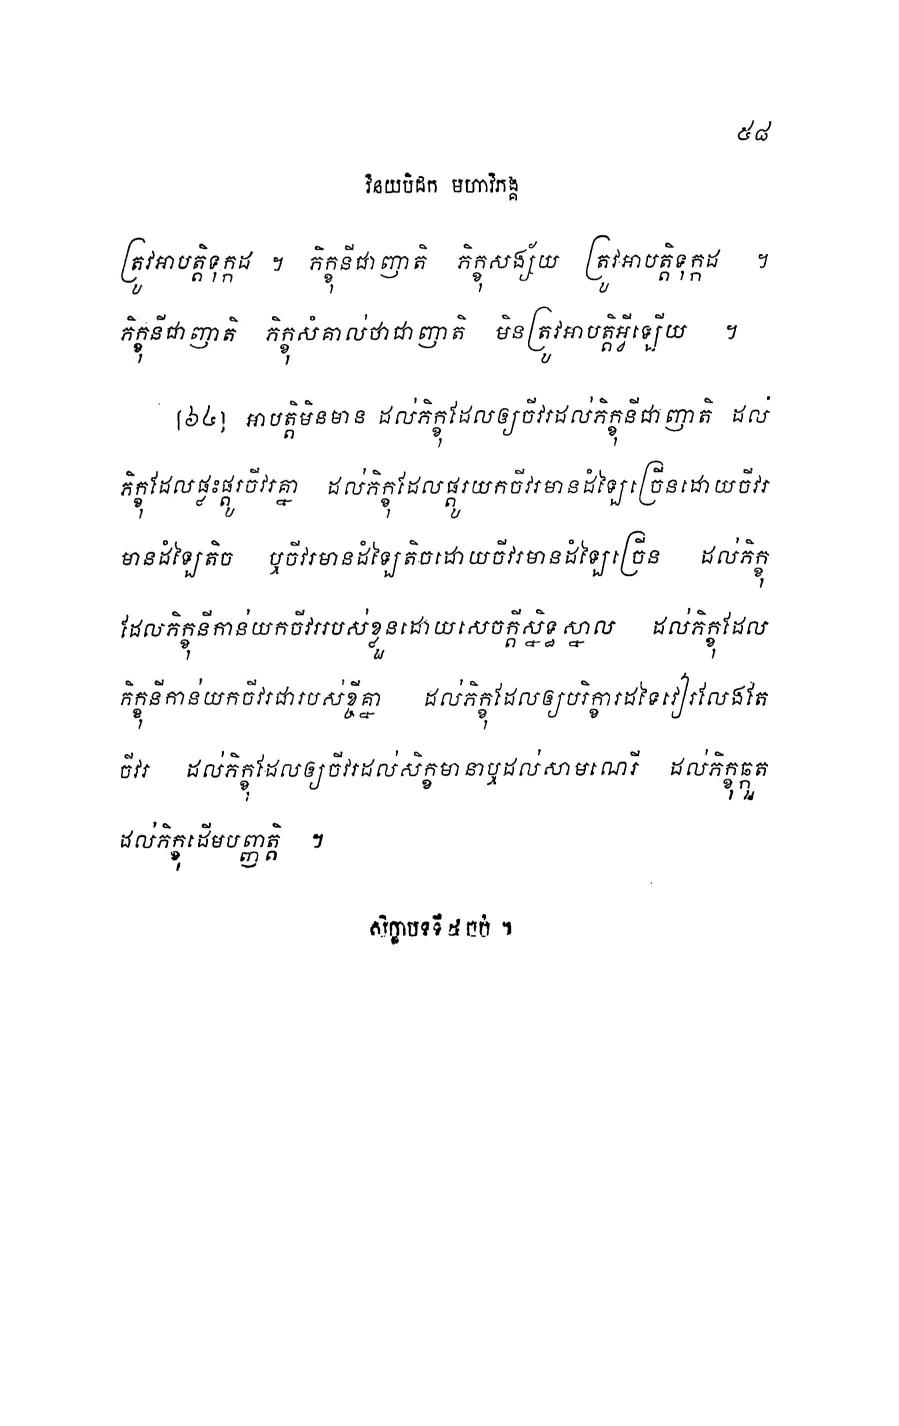 ៥៨
វិនយបិដក មហាវិភង្គ
ត្រូវអាបត្តិទុក្កដ ។ ភិក្ខុនីជាញាតិ ភិក្ខុសង្ស័យ ត្រូវអាបត្តិទុក្កដ ។
ភិក្ខុនីជាញាតិ ភិក្ខុសំគាល់ថាជាញាតិ មិនត្រូវអាបត្តិអ្វីឡើយ ។
[៦៤] អាបត្តិមិនមាន ដល់ភិក្ខុដែលឲ្យចីវរដល់ភិក្ខុនីជាញាតិ ដល់
ភិក្ខុដែលផ្លាស់ផ្តូរចីវរគ្នា ដល់ភិក្ខុដែលផ្តូរយកចីវរមានដំឡៃច្រើនដោយចីវរ
មានដំឡៃតិច ឬចីវរមានដំឡៃតិចដោយចីវរមានដំឡៃច្រើន ដល់ភិក្ខុ
ដែលភិក្ខុនីកាន់យកចីវររបស់ខ្លួនដោយសេចក្តីស្និទ្ធស្នាល ដល់ភិក្ខុដែល
ភិក្ខុនីកាន់យកចីវរជារបស់ខ្ចីគ្នា ដល់ភិក្ខុដែលឲ្យបរិក្ខារដទៃវៀរលែងតែ
ចីវរ ដល់ភិក្ខុដែលឲ្យចីវរដល់សិក្ខមានាឬដល់សាមណេរី ដល់ភិក្ខុឆ្កួត
ដល់ភិក្ខុដើមបញ្ញត្តិ ។
សិក្ខាបទទី ៥ ចប់ ។